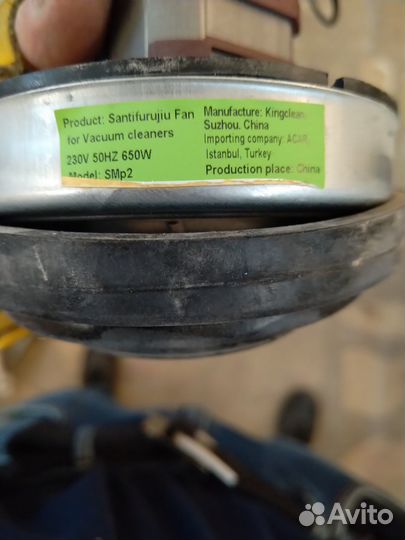 Product: Santifurujiu Fan
for Vacuum cleaners
230V 50HZ 650W
Model: SMp2
Manufacture: Kingclean
Suzhou. China
Importing company: ACAR,
Istanbul, Turkey
Production place: China
Avito